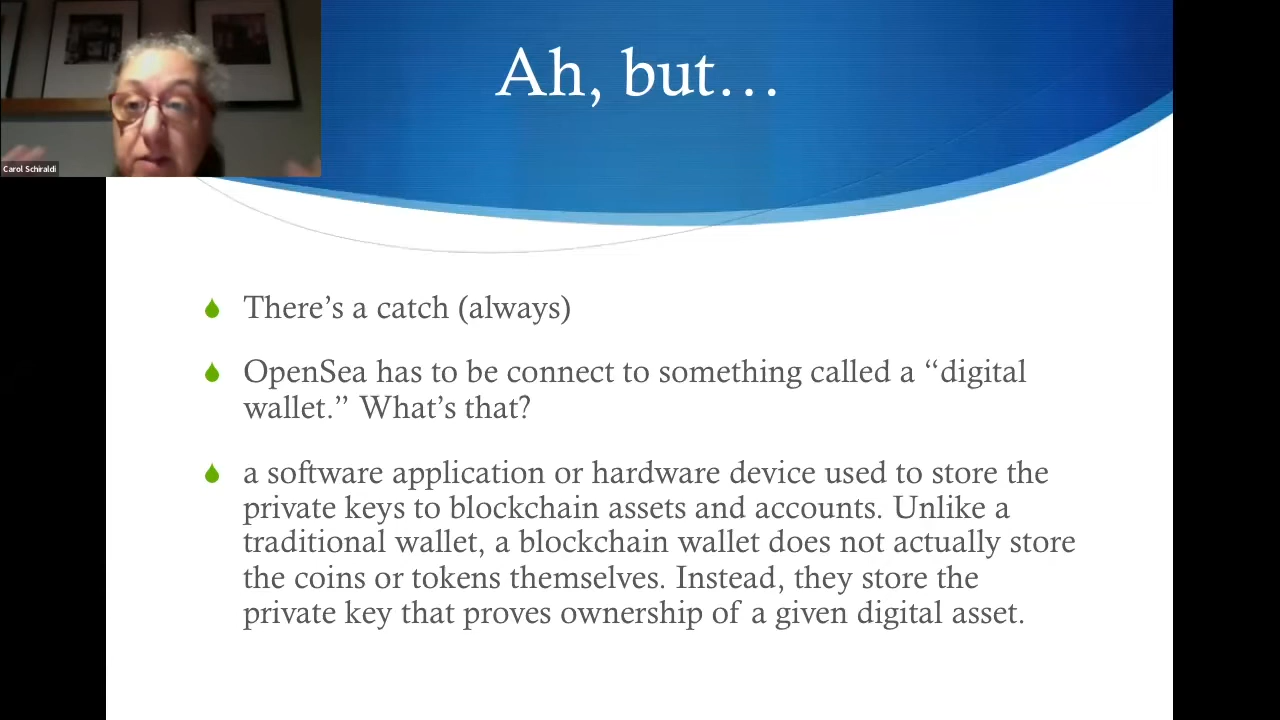 Ah, but…
Carol Schiraldi
There’s a catch (always)
OpenSea has to be connect to something called a “digital
wallet.” What’s that?
a software application or hardware device used to store the
private keys to blockchain assets and accounts. Unlike a
traditional wallet, a blockchain wallet does not actually store
the coins or tokens themselves. Instead, they store the
private key that proves ownership of a given digital asset.